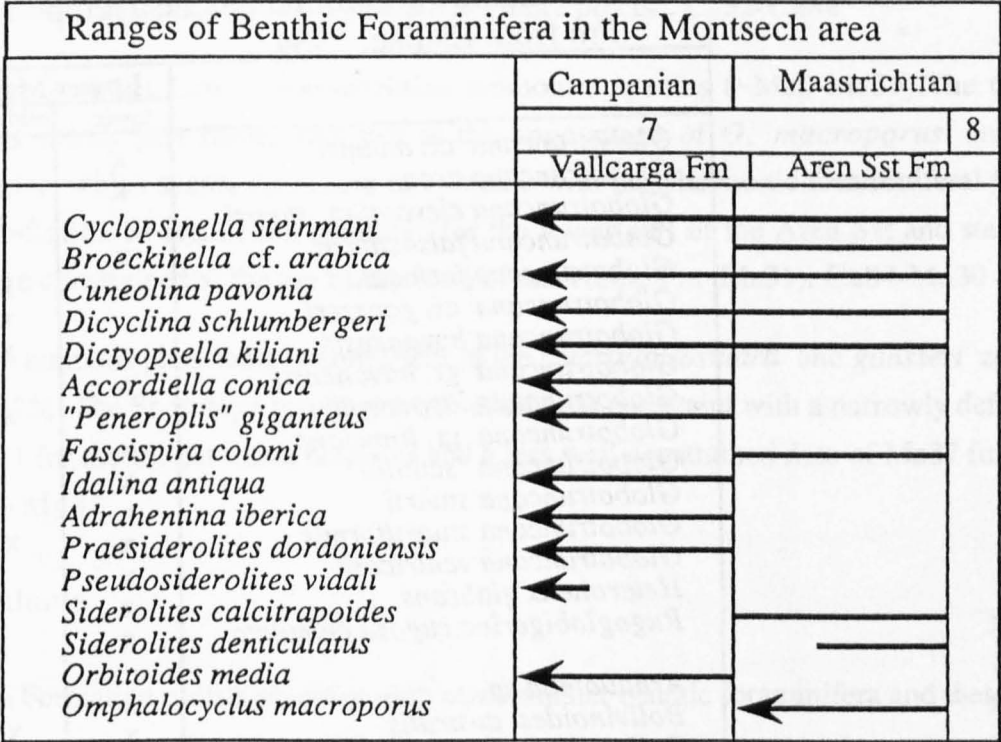 Ranges of Benthic Foraminifera in the Montsech area
Campanian Maastrichtian
7 8
Vallcarga Fm Aren Sst Fm
Cyclopsinella steinmani
Broeckinella cf. arabica
Cuneolina pavonia
Dicyclina schlumbergeri
Dictyopsella kiliani
Accordiella conica
"Peneroplis" giganteus
Fascispira colomi
Idalina antiqua
Adrahentina iberica
Praesiderolites dordoniensis
Pseudosiderolites vidali
Siderolites calcitrapoides
Siderolites denticulatus
Orbitoides media
Omphalocyclus macroporus